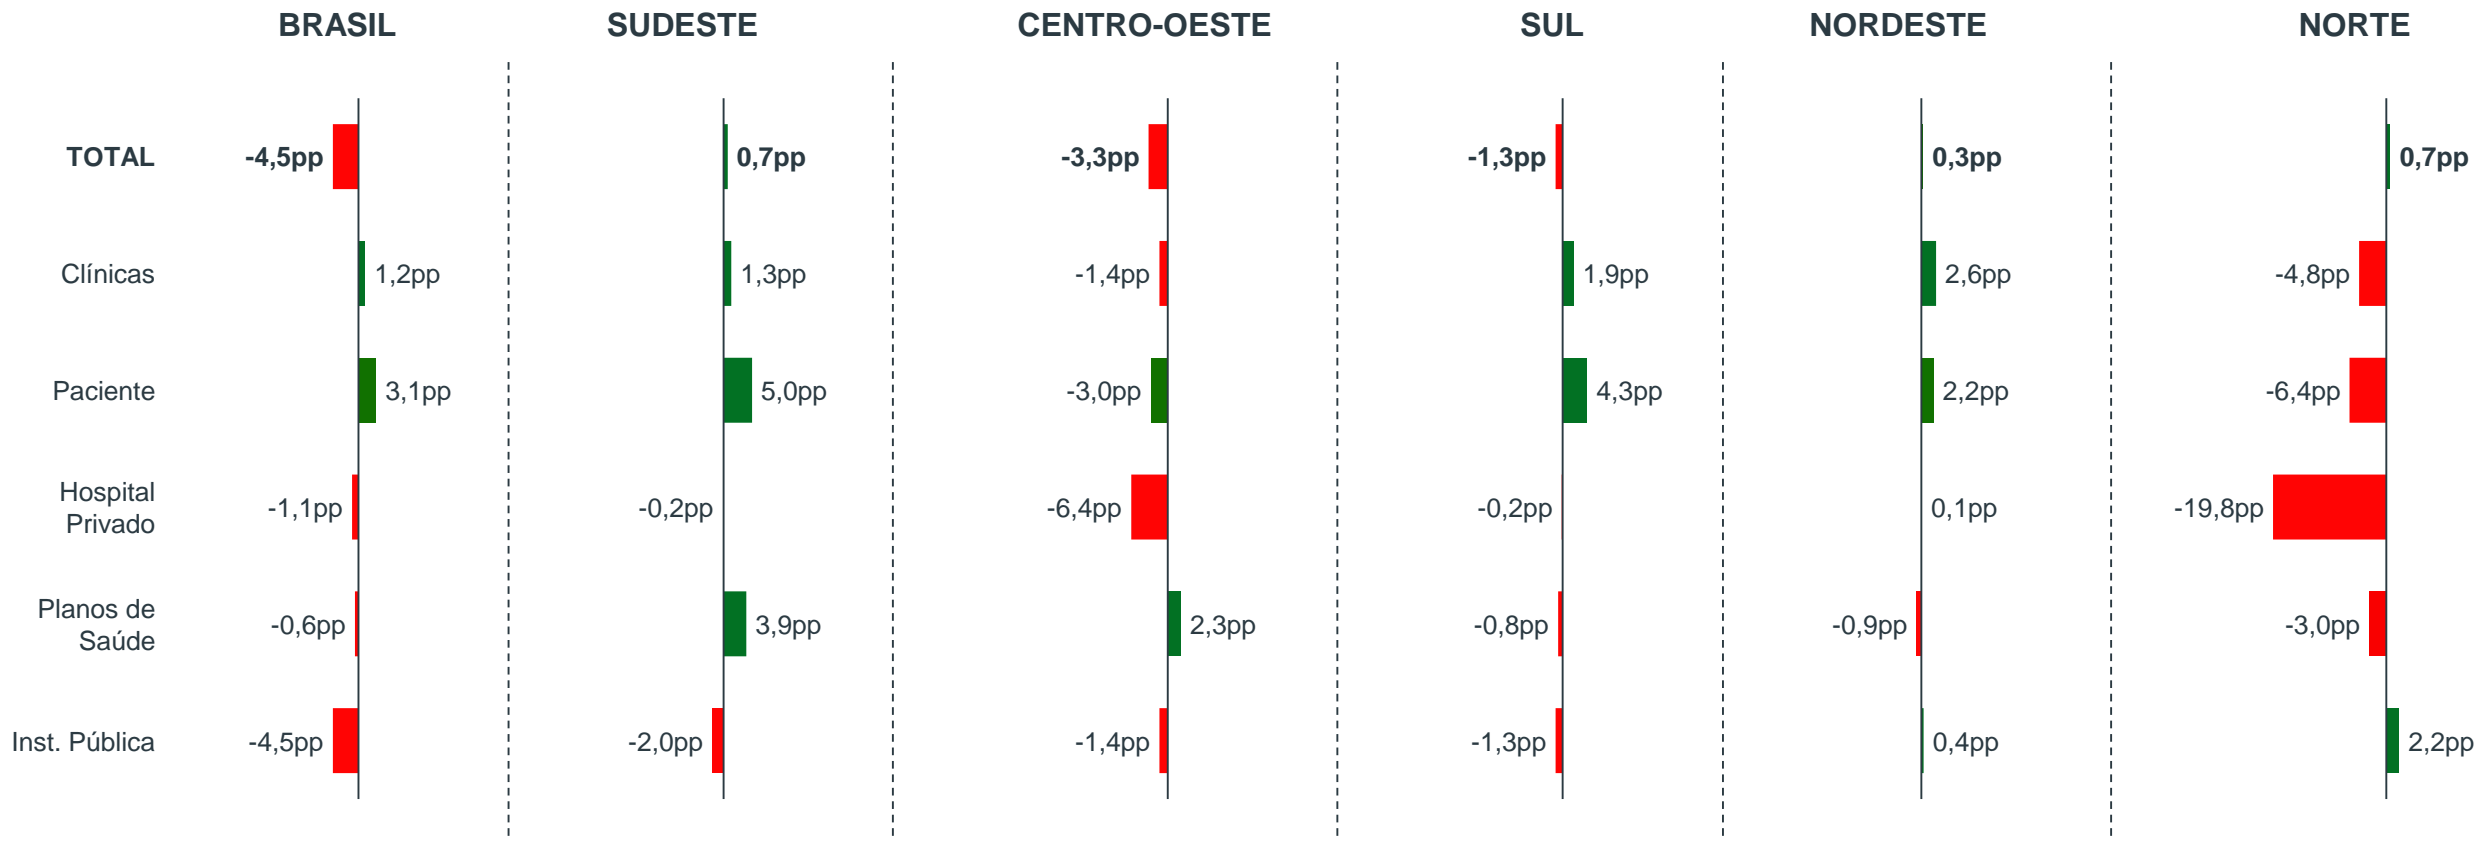 BRASIL SUDESTE CENTRO-OESTE SUL NORDESTE NORTE
TOTAL -4,5pp 0,7pp -3,3pp -1,3pp 0,3pp 0,7pp
Clínicas 1,2pp 1,3pp -1,4pp 1,9pp 2,6pp -4,8pp
Paciente 3,1pp 5,0pp -3,0pp 4,3pp 2,2pp -6,4pp
Hospital
Privado -1,1pp -0,2pp -6,4pp -0,2pp 0,1pp -19,8pp
Planos de
Saúde -0,6pp 3,9pp 2,3pp -0,8pp -0,9pp -3,0pp
Inst. Pública -4,5pp -2,0pp -1,4pp -1,3pp 0,4pp 2,2pp